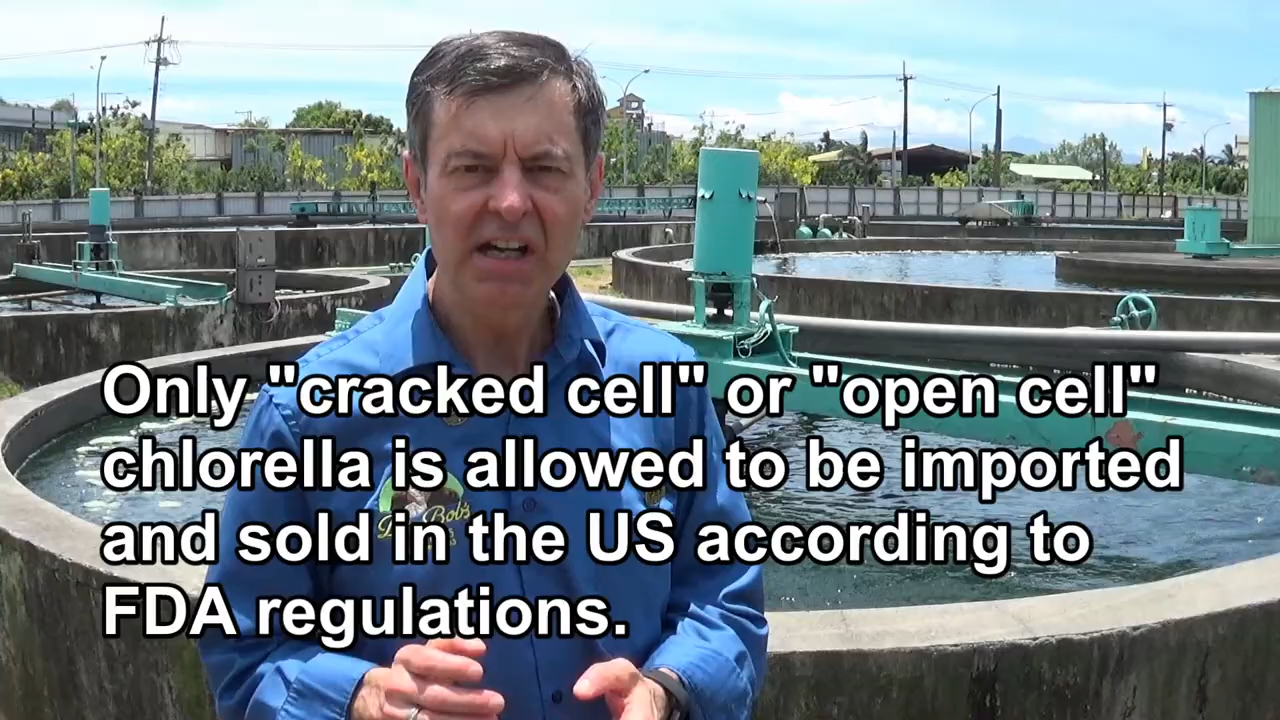 Only "cracked cell" or "open cell"
chlorella is allowed to be imported
and sold in the US according to
FDA regulations.
Bob's